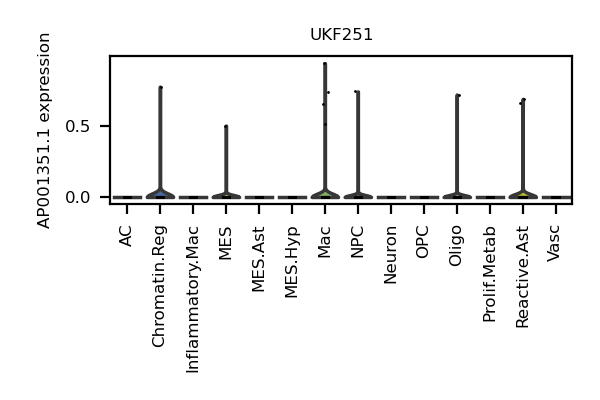 UKF251
AP001351.1 expression
0.5
0.0
AC
Chromatin.Reg
Inflammatory.Mac
MES
MES.Ast
MES.Hyp
Mac
NPC
Neuron
OPC
Oligo
Prolif.Metab
Reactive.Ast
Vasc